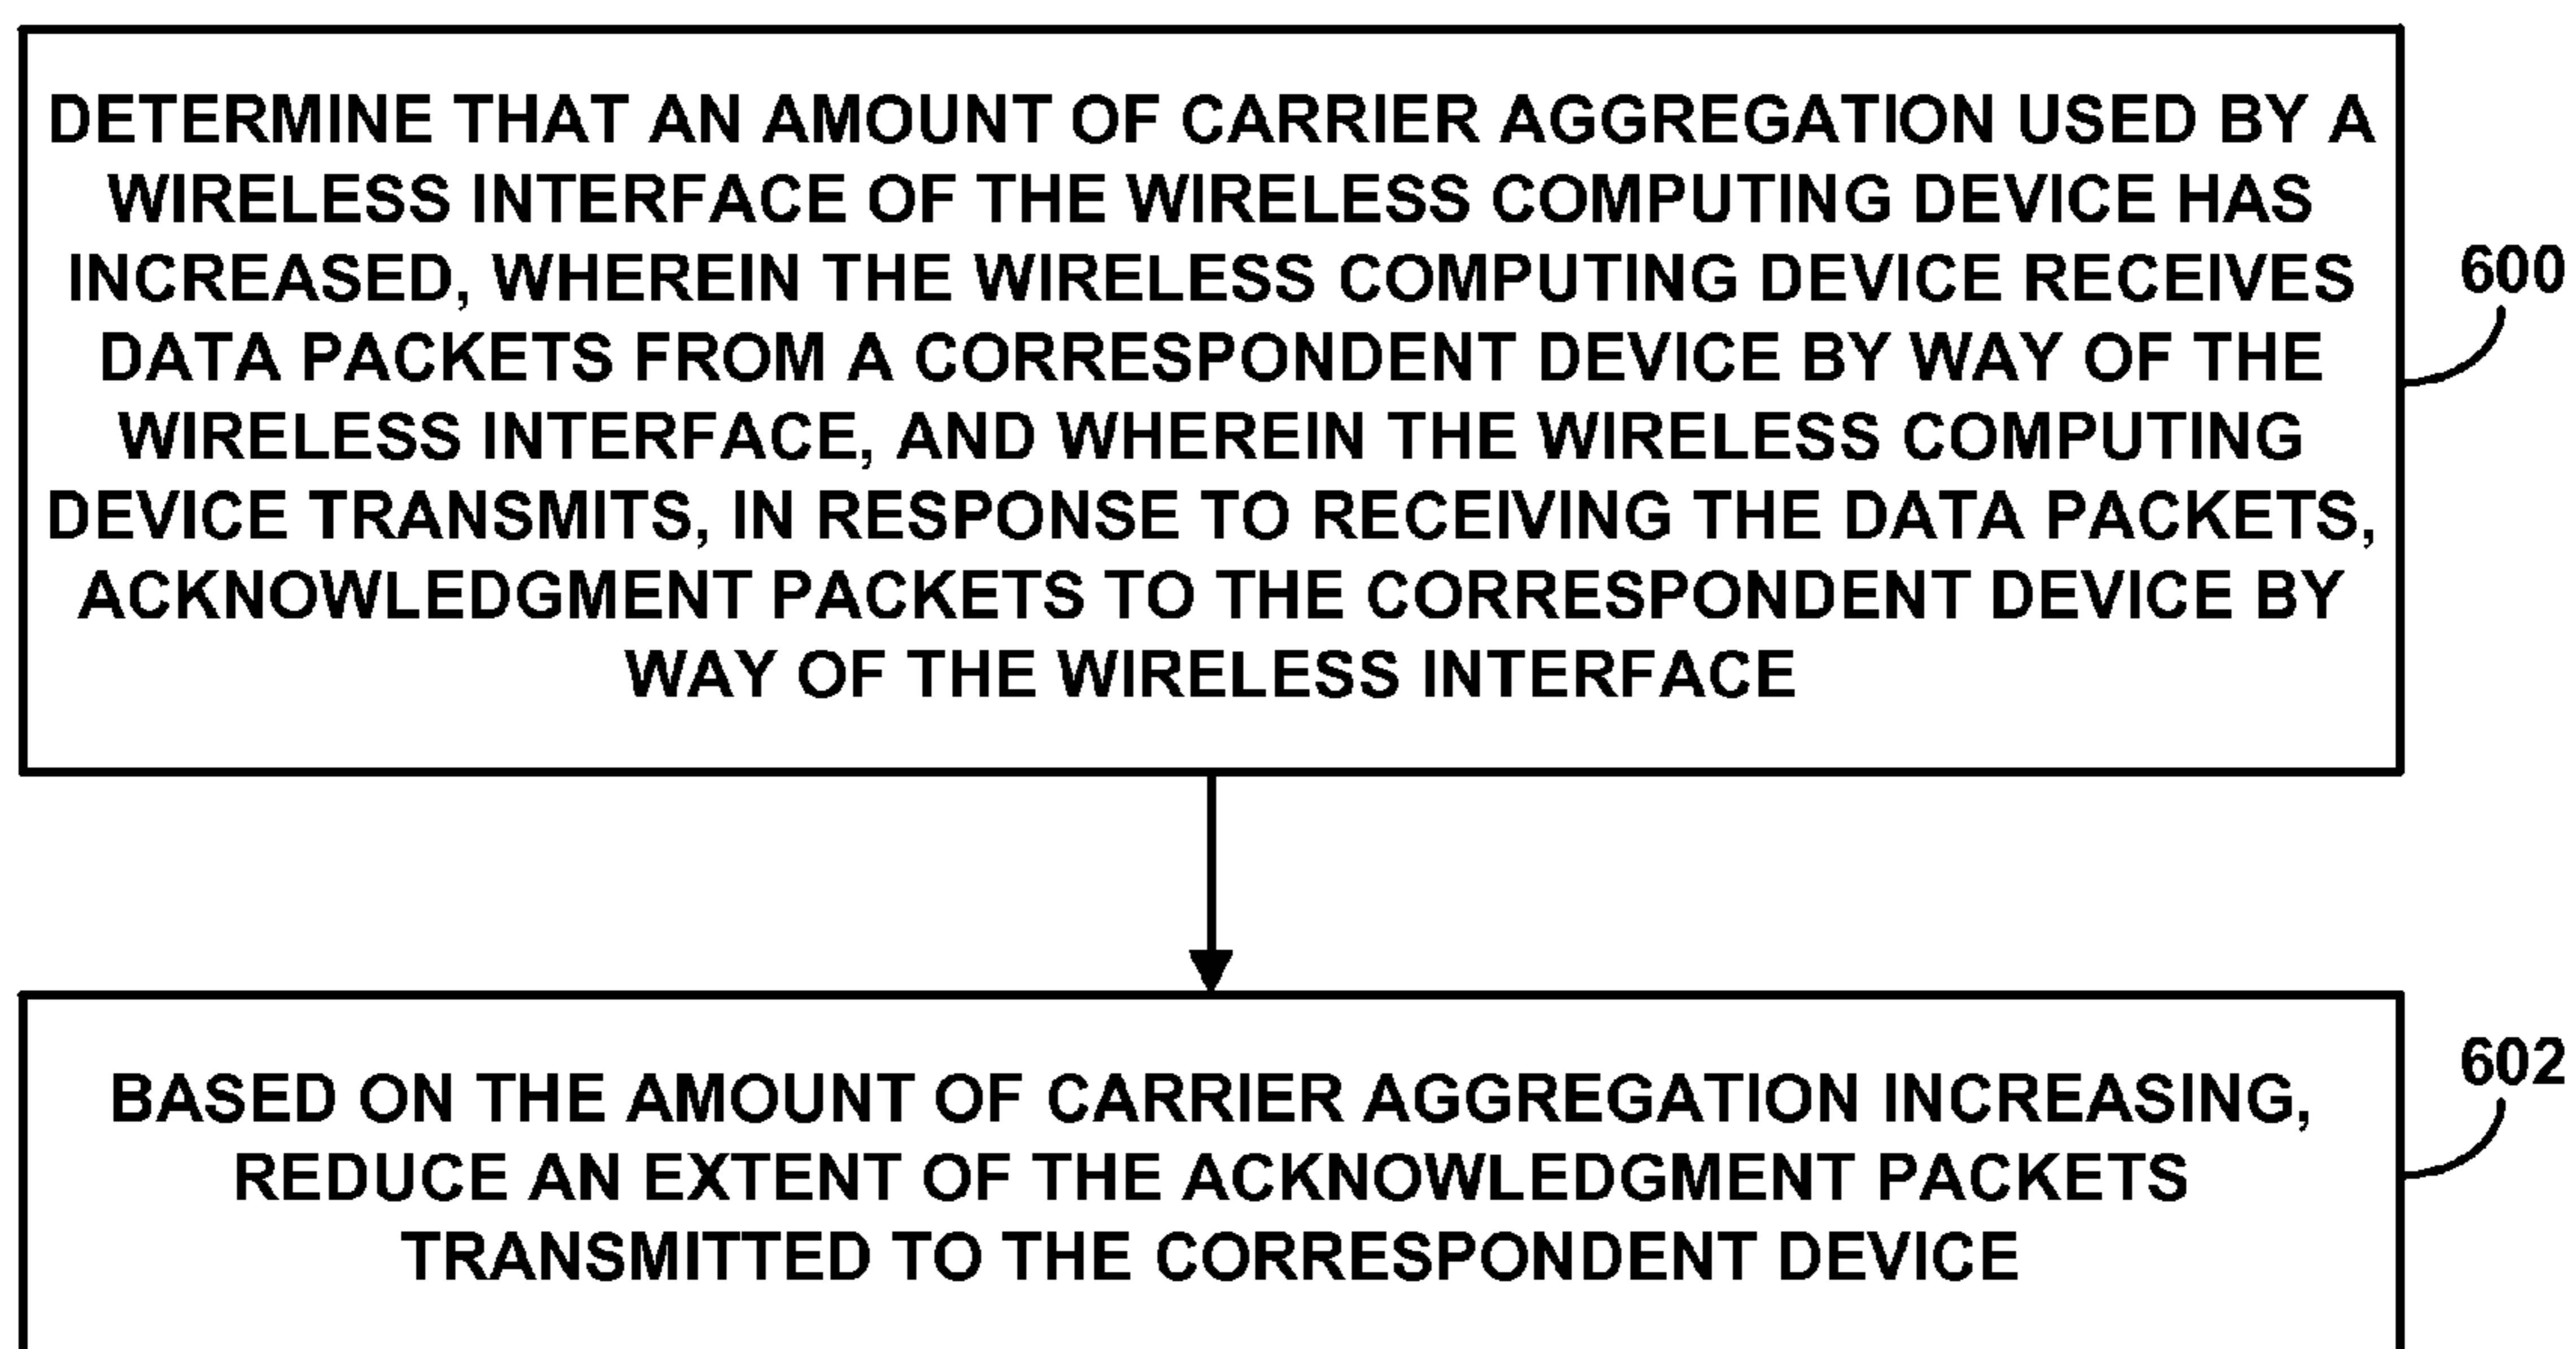 DETERMINE THAT AN AMOUNT OF CARRIER AGGREGATION USED BY A
WIRELESS INTERFACE OF THE WIRELESS COMPUTING DEVICE HAS
INCREASED, WHEREIN THE WIRELESS COMPUTING DEVICE RECEIVES
DATA PACKETS FROM A CORRESPONDENT DEVICE BY WAY OF THE
WIRELESS INTERFACE, AND WHEREIN THE WIRELESS COMPUTING
DEVICE TRANSMITS, IN RESPONSE TO RECEIVING THE DATA PACKETS,
ACKNOWLEDGMENT PACKETS TO THE CORRESPONDENT DEVICE BY
WAY OF THE WIRELESS INTERFACE
600
BASED ON THE AMOUNT OF CARRIER AGGREGATION INCREASING,
REDUCE AN EXTENT OF THE ACKNOWLEDGMENT PACKETS
TRANSMITTED TO THE CORRESPONDENT DEVICE
602